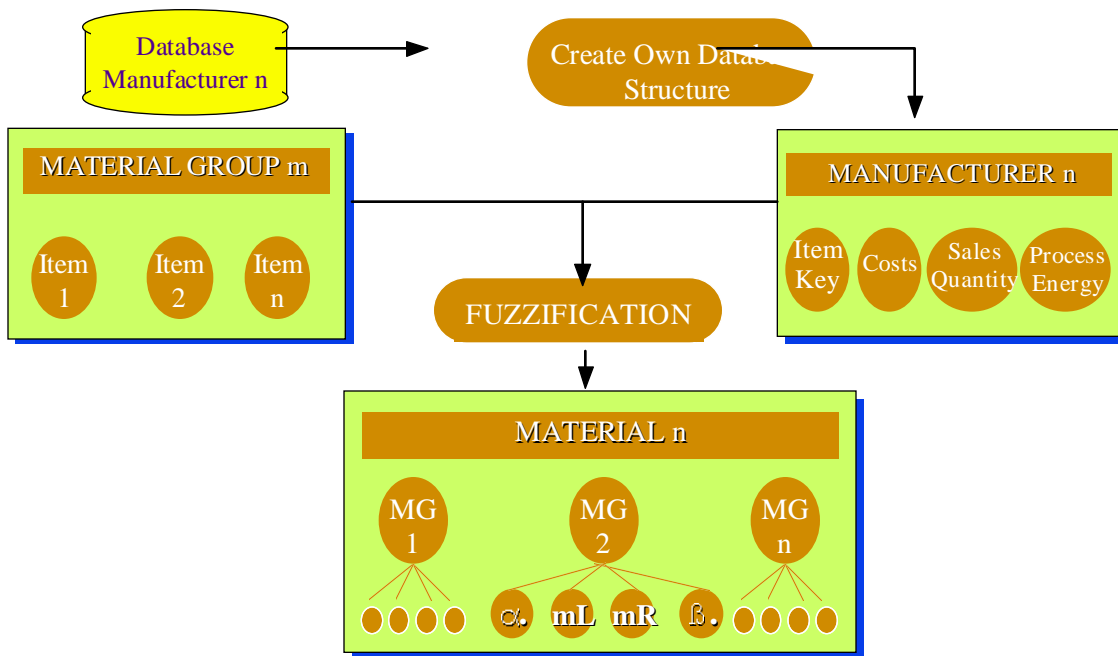 Database
Manufacturer n
Create Own Databa
Structure
MATERIAL GROUP m
Item
1
Item
2
Item
n
MANUFACTURER n
Item
Key
Costs
Sales
Quantity
Process
Energy
FUZZIFICATION
MATERIAL n
MG
1
MG
2
MG
n
α.
mL
mR
ß.